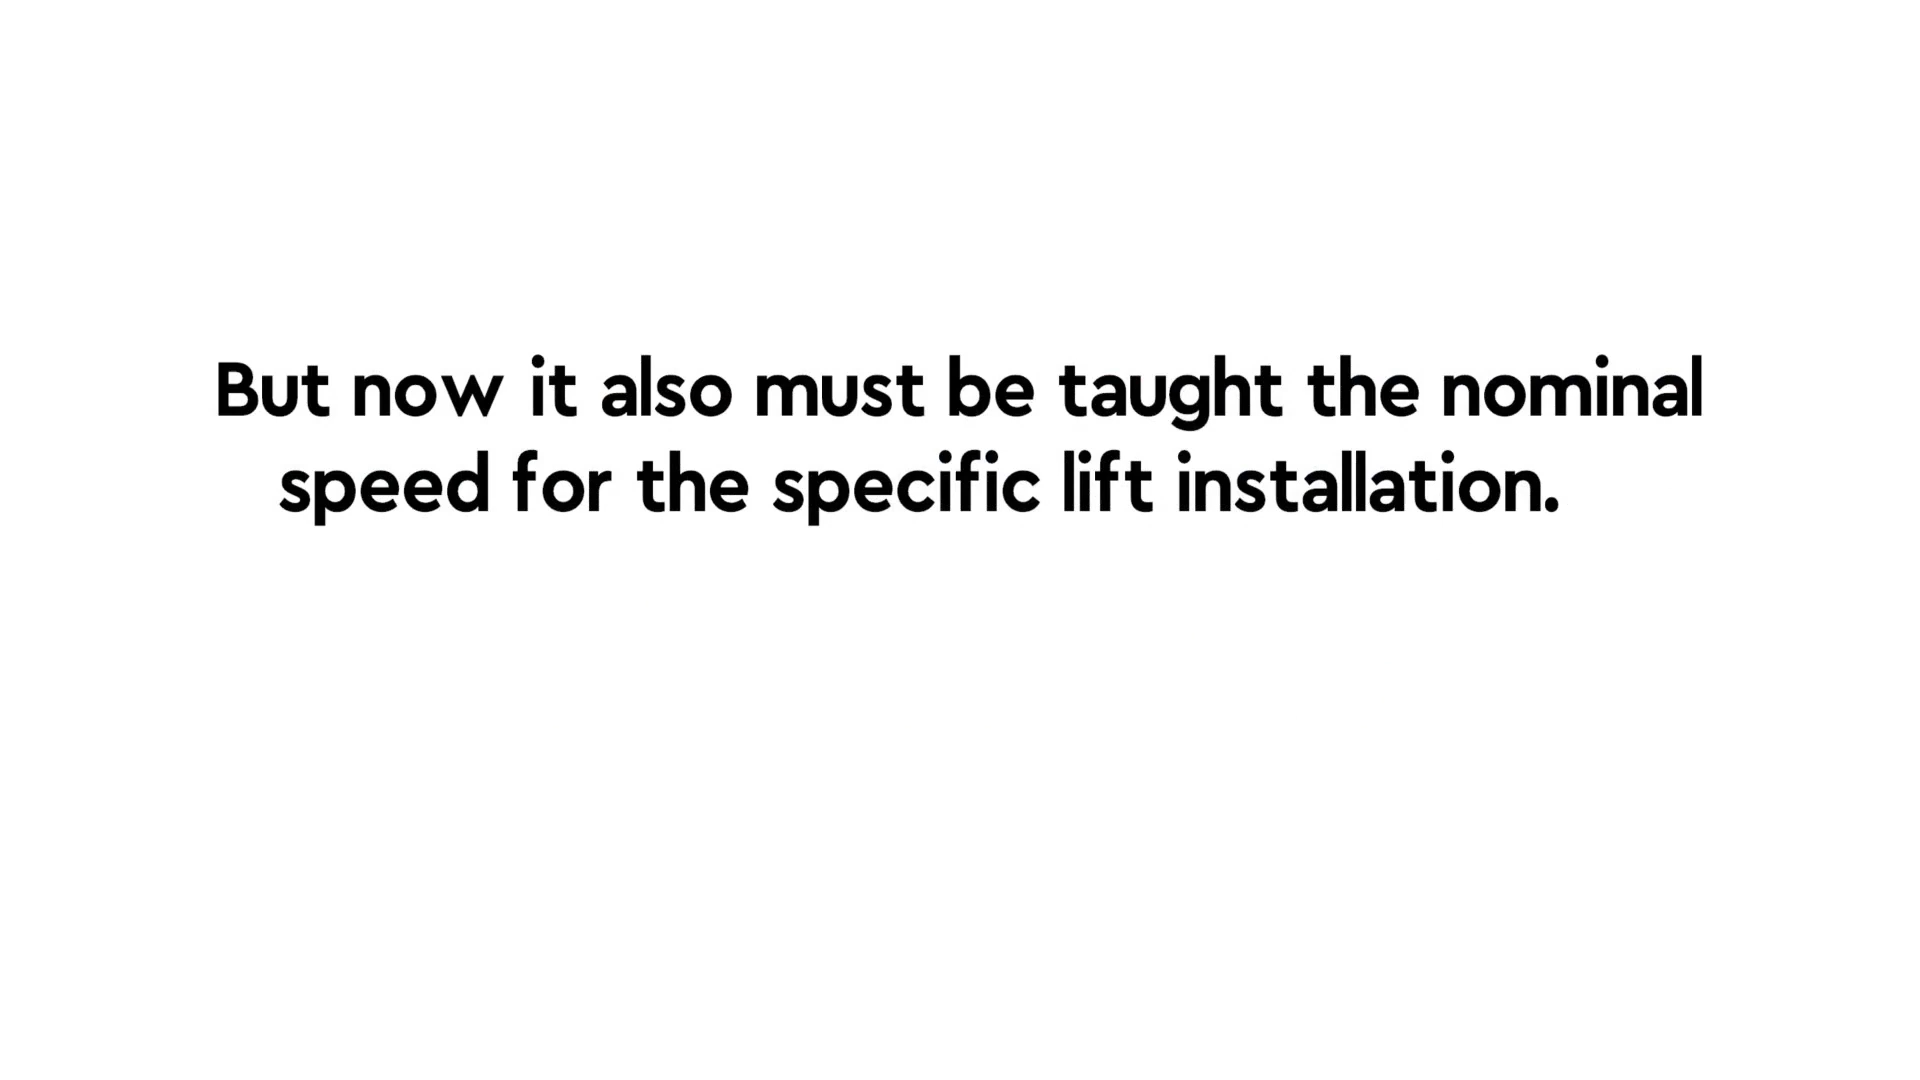 But now it also must be taught the nominal
speed for the specific lift installation.